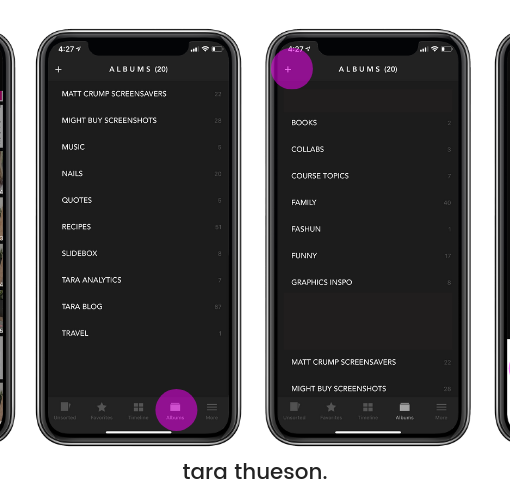 4:27
ALBUMS (20)
+
MATT CRUMP SCREENSAVERS 22
MIGHT BUY SCREENSHOTS 28
MUSIC 5
NAILS 20
QUOTES 5
RECIPES 61
SLIDEBOX 8
TARA ANALYTICS 7
TARA BLOG 87
TRAVEL 1
Unsorted Favorites Timeline Albums More
4:27
+
ALBUMS (20)
BOOKS
COLLABS 3
COURSE TOPICS 7
FAMILY 40
FASHUN 1
FUNNY 17
GRAPHICS INSPO 8
MATT CRUMP SCREENSAVERS 22
MIGHT BUY SCREENSHOTS 28
Unsorted Favorites Timeline Albums More
tara thueson.